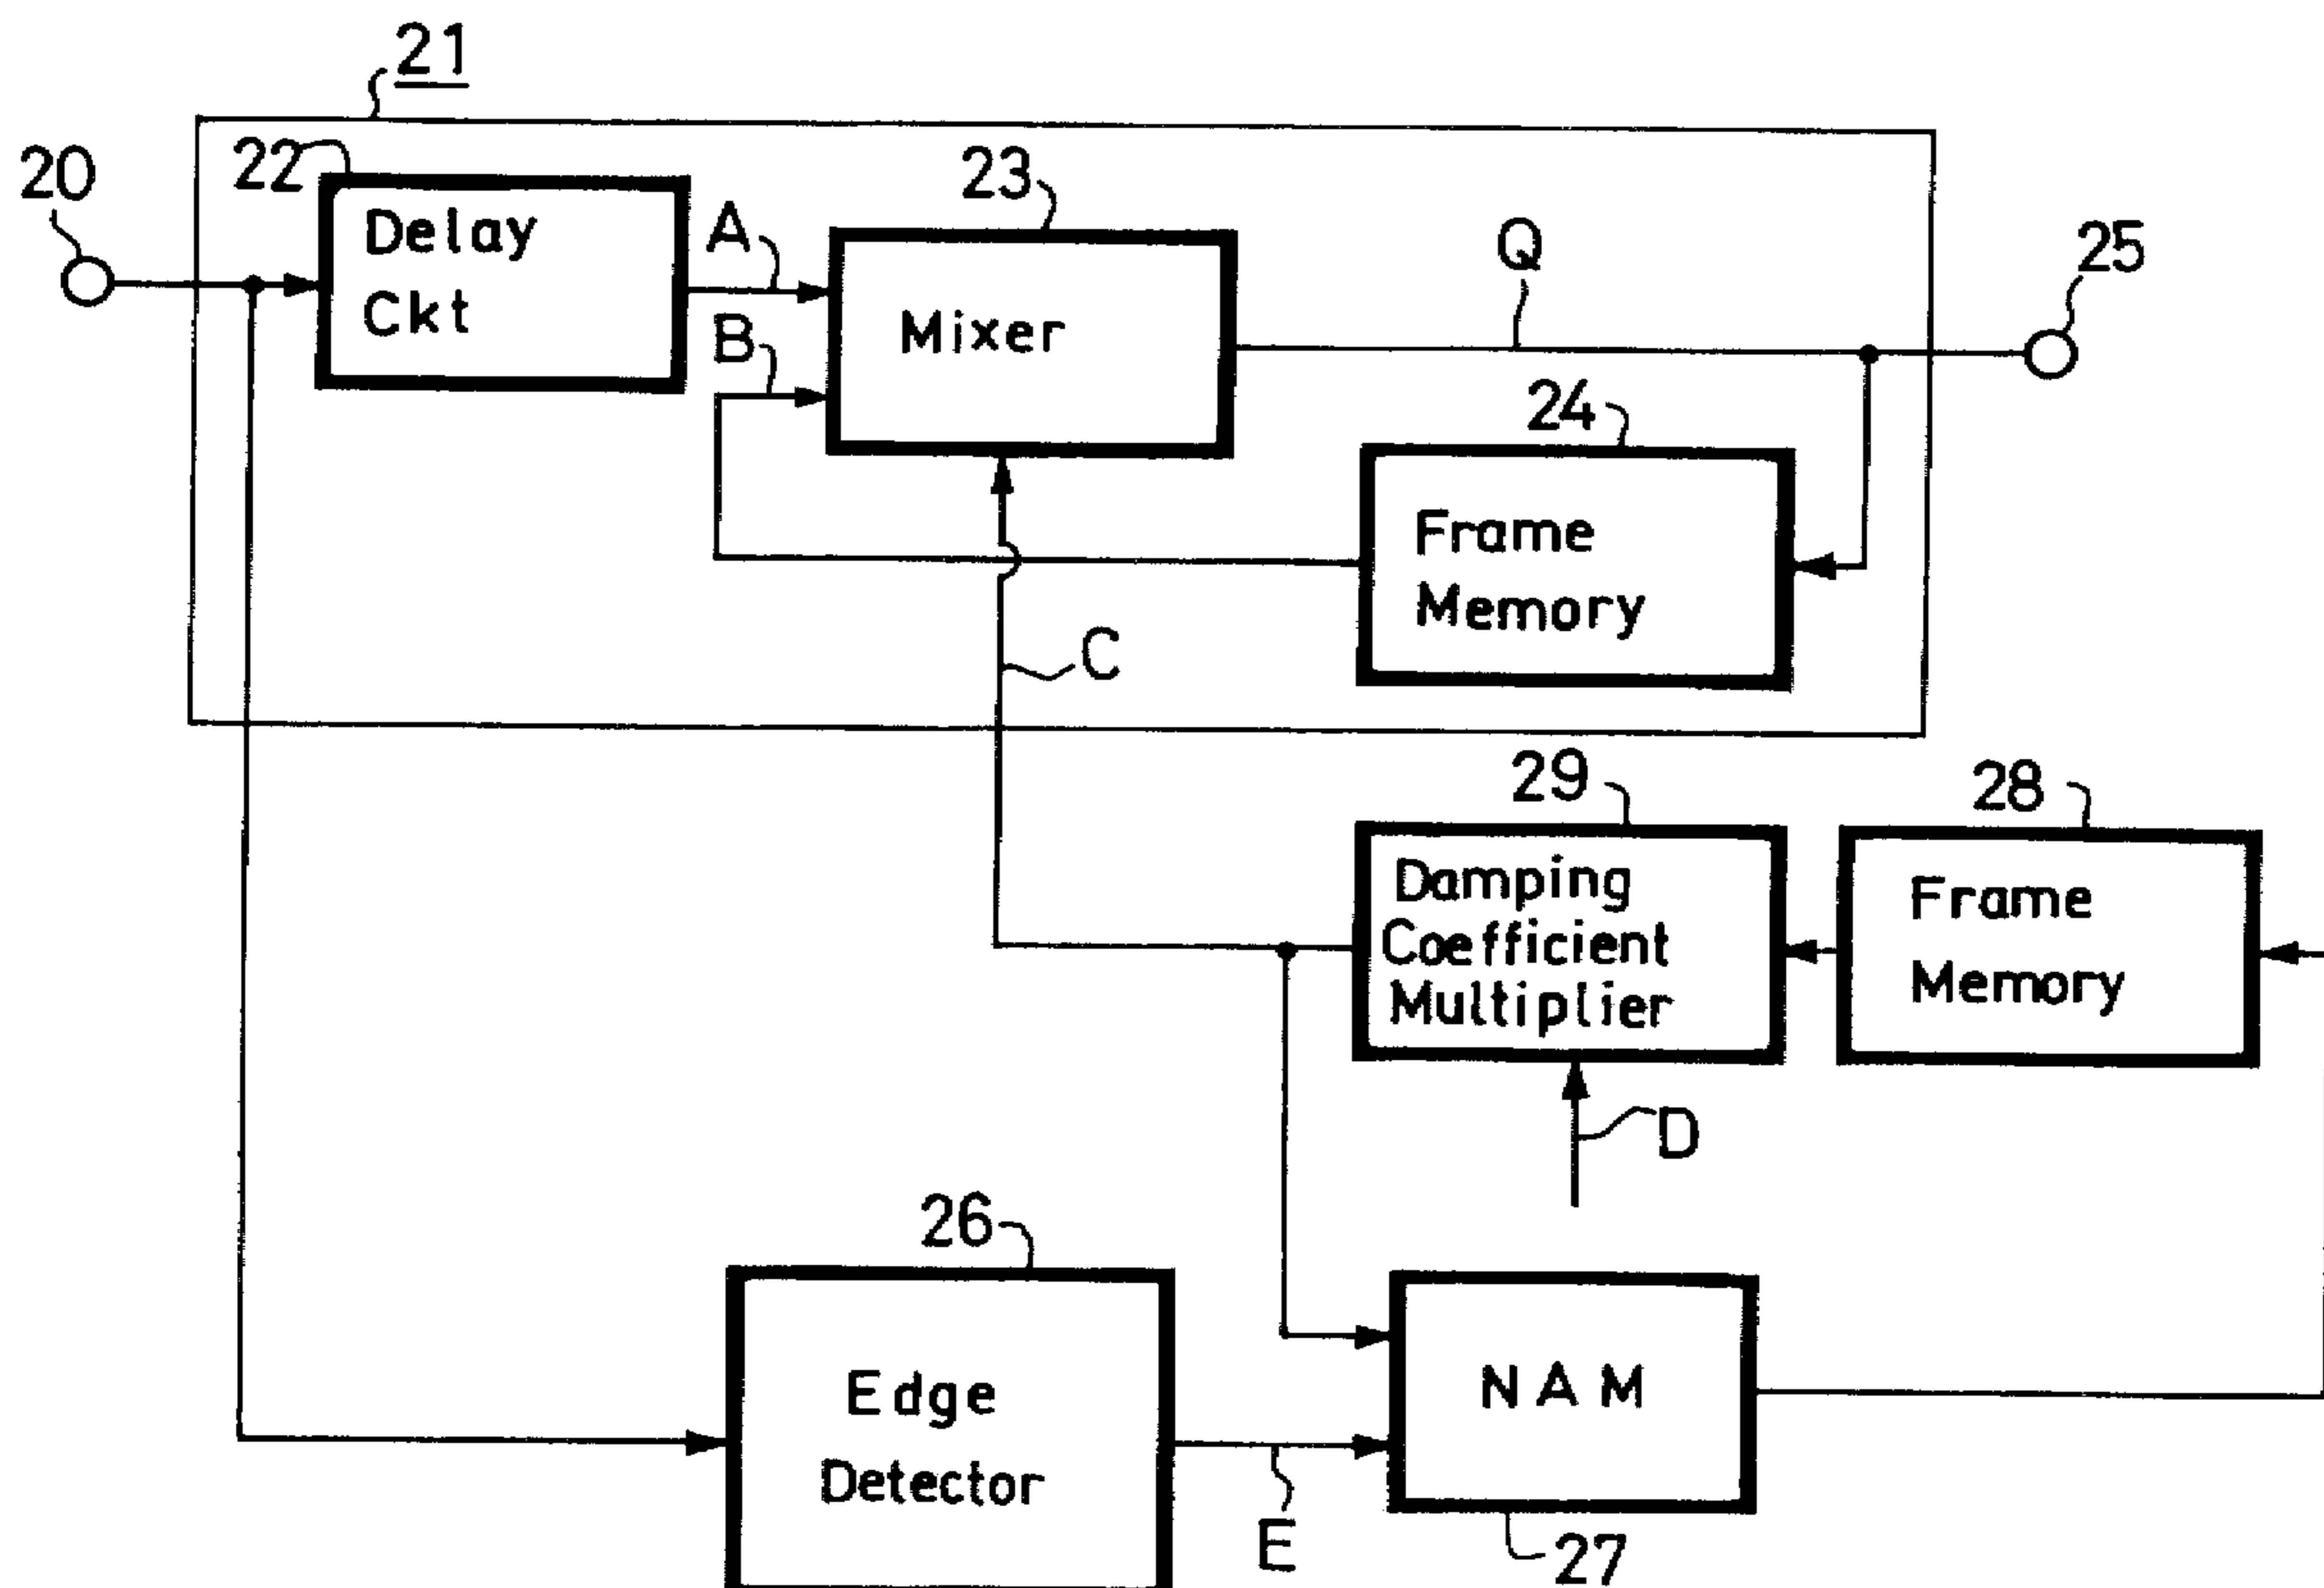 21
20
22
Delay
Ckt
A
B
23
Mixer
Q
25
24
Frame
Memory
C
29
Damping
Coefficient
Multiplier
28
Frame
Memory
D
26
Edge
Detector
E
NAM
27